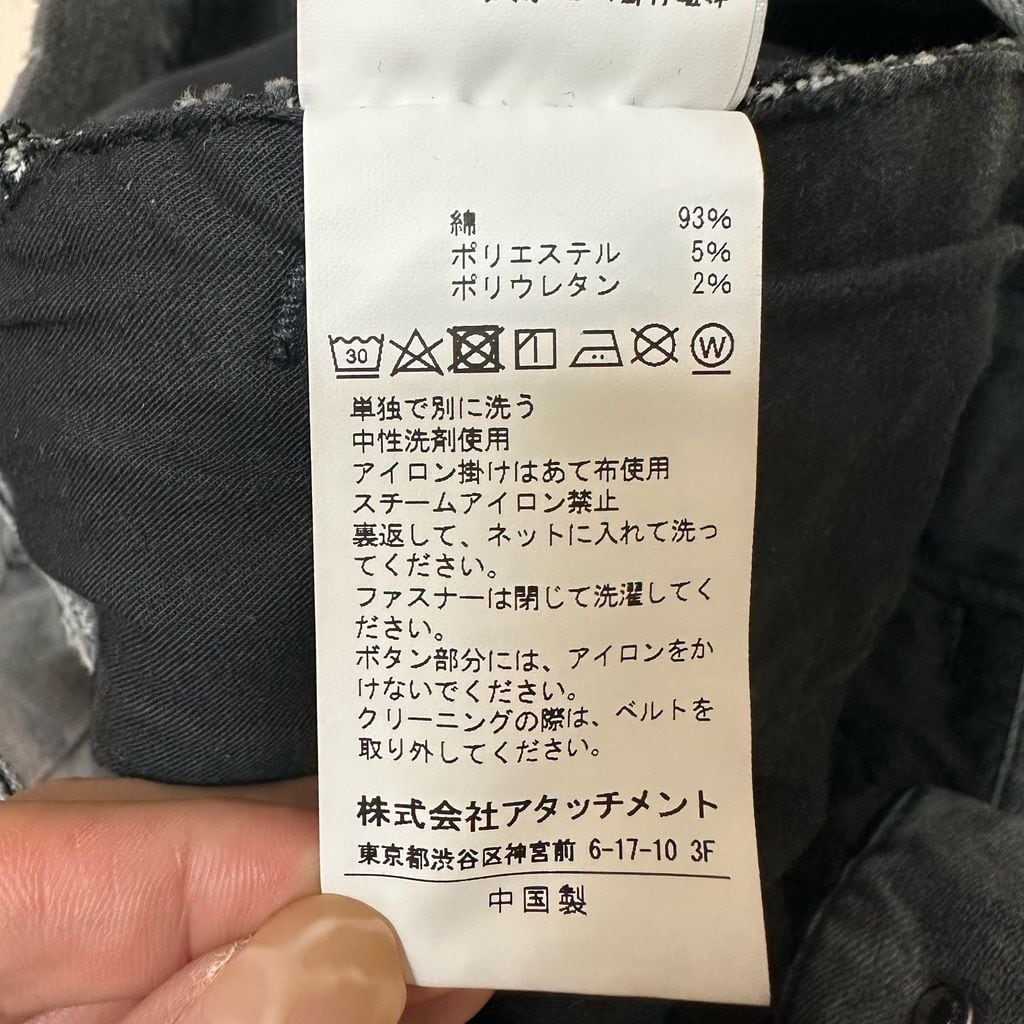 綿 93%
ポリエステル 5%
ポリウレタン 2%
30 W
単独で別に洗う
中性洗剤使用
アイロン掛けはあて布使用
スチームアイロン禁止
裏返して、ネットに入れて洗っ
てください。
ファスナーは閉じて洗濯してく
ださい。
ボタン部分には、アイロンをか
けないでください。
クリーニングの際は、ベルトを
取り外してください。
株式会社アタッチメント
東京都渋谷区神宮前 6-17-10 3F
中国製